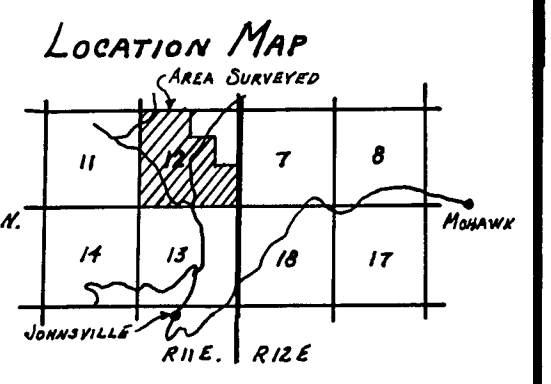 LOCATION MAP
AREA SURVEYED
11 12 7 8
N.
MOHAWK
14 13 18 17
JOHNSVILLE
R11E. R12E